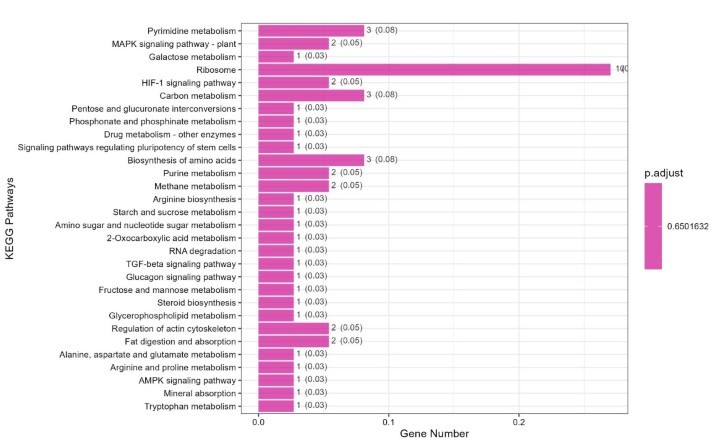 Pyrimidine metabolism 3 (0.08)
MAPK signaling pathway - plant 2 (0.05)
Galactose metabolism 1 (0.03)
Ribosome
HIF-1 signaling pathway 2 (0.05)
Carbon metabolism 3 (0.08)
Pentose and glucuronate interconversions 1 (0.03)
Phosphonate and phosphinate metabolism 1 (0.03)
Drug metabolism - other enzymes 1 (0.03)
Signaling pathways regulating pluripotency of stem cells 1 (0.03)
Biosynthesis of amino acids 3 (0.08)
Purine metabolism 2 (0.05)
Methane metabolism 2 (0.05)
Arginine biosynthesis 1 (0.03)
Starch and sucrose metabolism 1 (0.03)
Amino sugar and nucleotide sugar metabolism 1 (0.03)
2-Oxocarboxylic acid metabolism 1 (0.03)
RNA degradation 1 (0.03)
TGF-beta signaling pathway 1 (0.03)
Glucagon signaling pathway 1 (0.03)
Fructose and mannose metabolism 1 (0.03)
Steroid biosynthesis 1 (0.03)
Glycerophospholipid metabolism 1 (0.03)
Regulation of actin cytoskeleton 2 (0.05)
Fat digestion and absorption 2 (0.05)
Alanine, aspartate and glutamate metabolism 1 (0.03)
Arginine and proline metabolism 1 (0.03)
AMPK signaling pathway 1 (0.03)
Mineral absorption 1 (0.03)
Tryptophan metabolism 1 (0.03)
0.0 0.1 0.2
Gene Number
KEGG Pathways
p.adjust
0.6501632